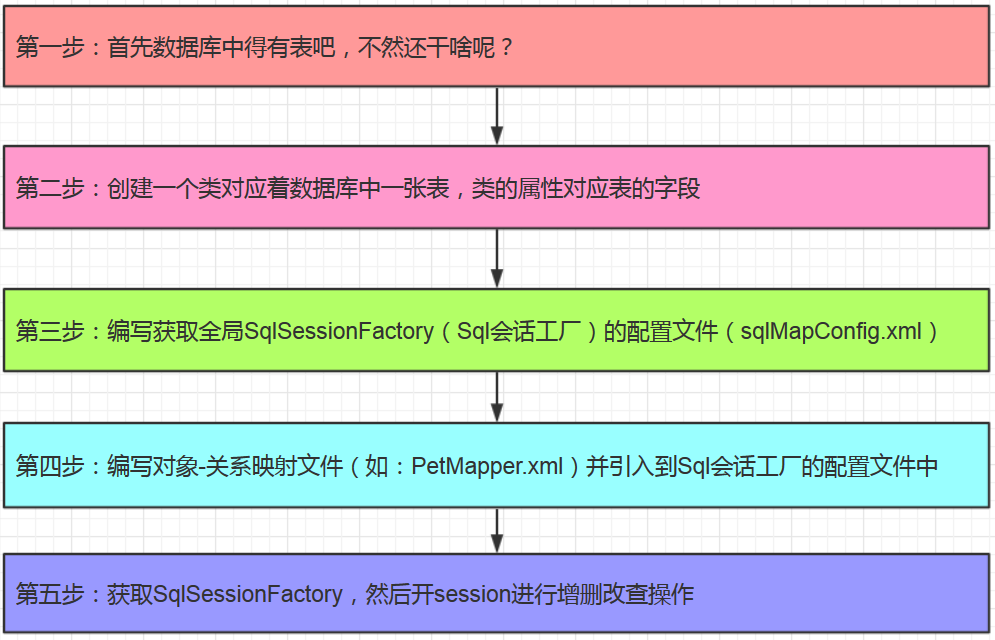 第一步：首先数据库中得有表吧，不然还干啥呢？
第二步：创建一个类对应着数据库中一张表，类的属性对应表的字段
第三步：编写获取全局SqlSessionFactory（Sql会话工厂）的配置文件（sqlMapConfig.xml）
第四步：编写对象-关系映射文件（如：PetMapper.xml）并引入到Sql会话工厂的配置文件中
第五步：获取SqlSessionFactory，然后开session进行增删改查操作